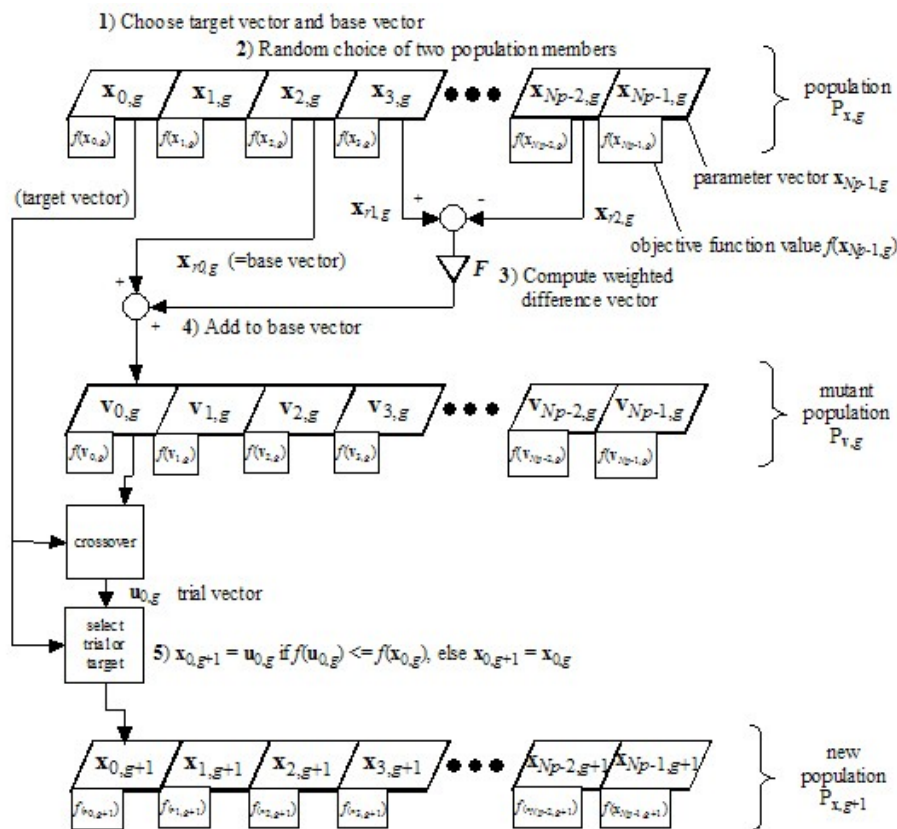 1) Choose target vector and base vector
2) Random choice of two population members
x0,g x1,g x2,g x3,g ●●● xNp-2,g xNp-1,g
population
Px,g
f(x0,g) f(x1,g) f(x2,g) f(x3,g) f(xNp-2,g) f(xNp-1,g)
parameter vector xNp-1,g
(target vector)
xr1,g + - xr2,g
objective function value f(xNp-1,g)
xr0,g (=base vector)
F
3) Compute weighted
difference vector
+
+
4) Add to base vector
v0,g v1,g v2,g v3,g ●●● vNp-2,g vNp-1,g
mutant
population
Pv,g
f(v0,g) f(v1,g) f(v2,g) f(v3,g) f(vNp-2,g) f(vNp-1,g)
crossover
u0,g trial vector
select
trial or
target
5) x0,g+1 = u0,g if f(u0,g) <= f(x0,g), else x0,g+1 = x0,g
x0,g+1 x1,g+1 x2,g+1 x3,g+1 ●●● xNp-2,g+1 xNp-1,g+1
new
population
Px,g+1
f(x0,g+1) f(x1,g+1) f(x2,g+1) f(x3,g+1) f(xNp-2,g+1) f(xNp-1,g+1)